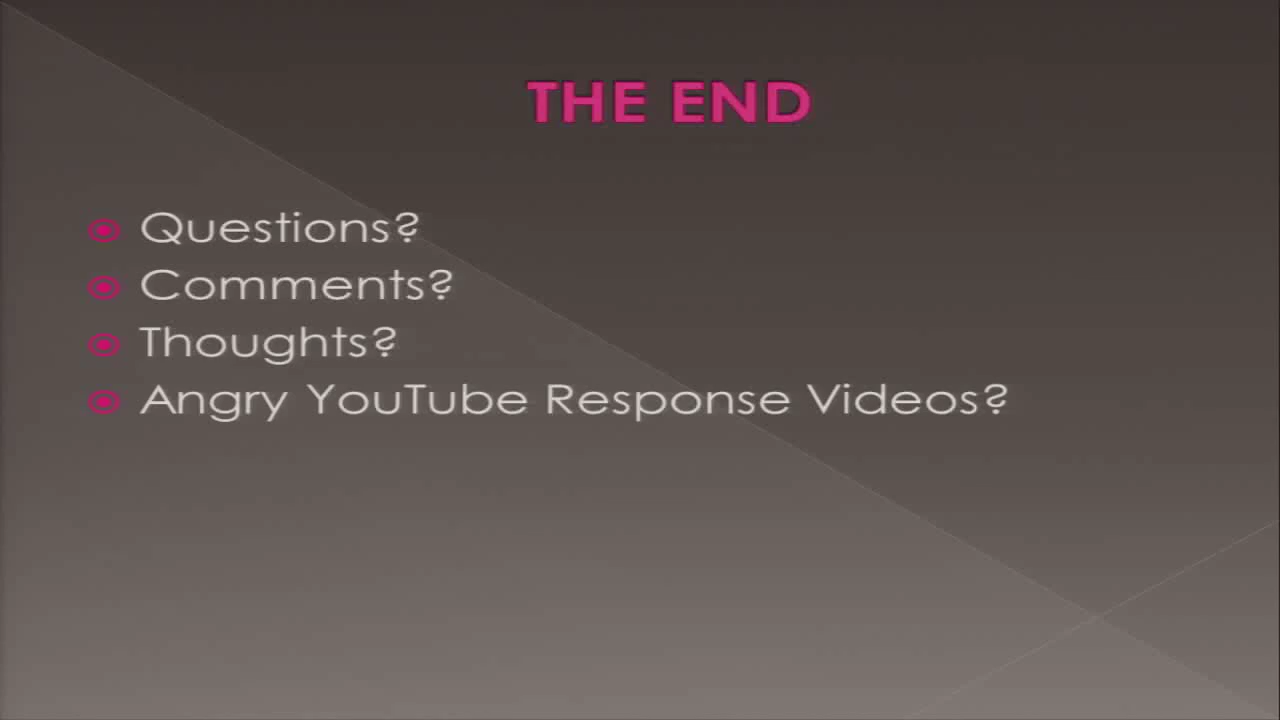 THE END
Questions?
Comments?
Thoughts?
Angry YouTube Response Videos?